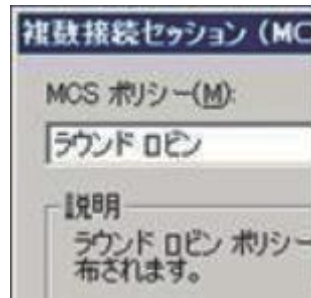 複数接続セッション (MC
MCS ポリシー(M):
ラウンド ロビン
説明
ラウンド ロビン ポリシー
布されます。